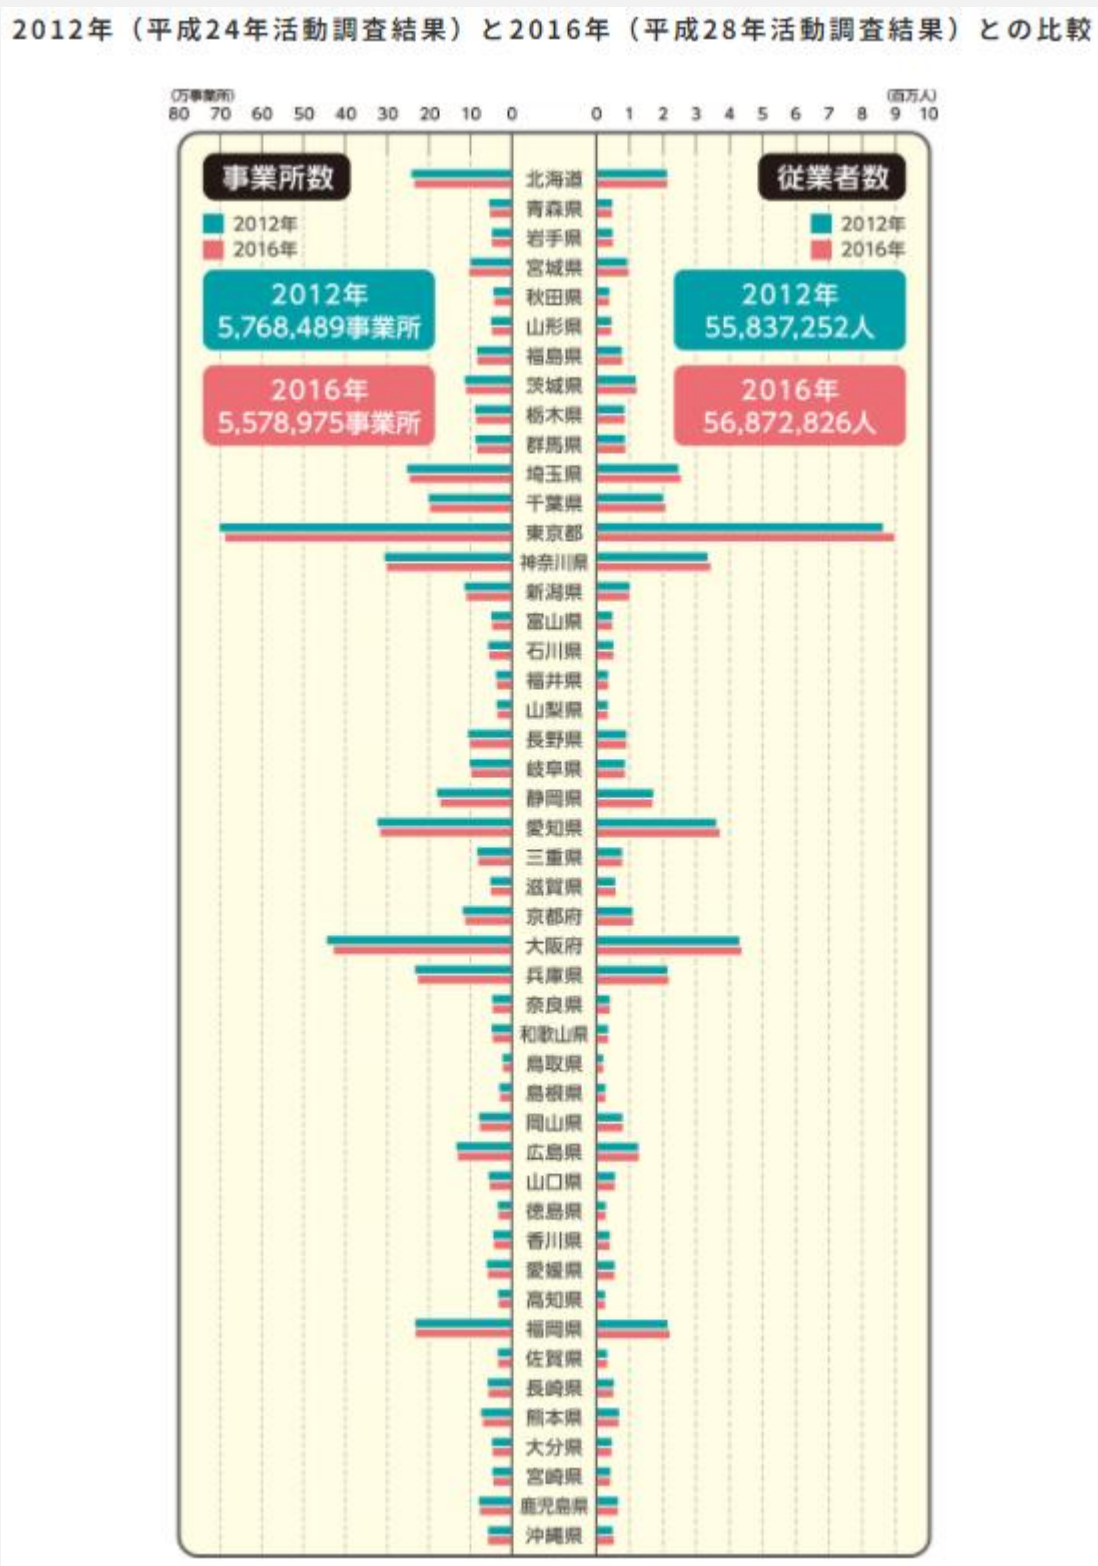 2012年（平成24年活動調査結果）と2016年（平成28年活動調査結果）との比較
(万事業所)
(百万人)
80 70 60 50 40 30 20 10 0
0 1 2 3 4 5 6 7 8 9 10
事業所数
2012年
2016年
2012年
5,768,489事業所
2016年
5,578,975事業所
従業者数
2012年
2016年
2012年
55,837,252人
2016年
56,872,826人
北海道
青森県
岩手県
宮城県
秋田県
山形県
福島県
茨城県
栃木県
群馬県
埼玉県
千葉県
東京都
神奈川県
新潟県
富山県
石川県
福井県
山梨県
長野県
岐阜県
静岡県
愛知県
三重県
滋賀県
京都府
大阪府
兵庫県
奈良県
和歌山県
鳥取県
島根県
岡山県
広島県
山口県
徳島県
香川県
愛媛県
高知県
福岡県
佐賀県
長崎県
熊本県
大分県
宮崎県
鹿児島県
沖縄県